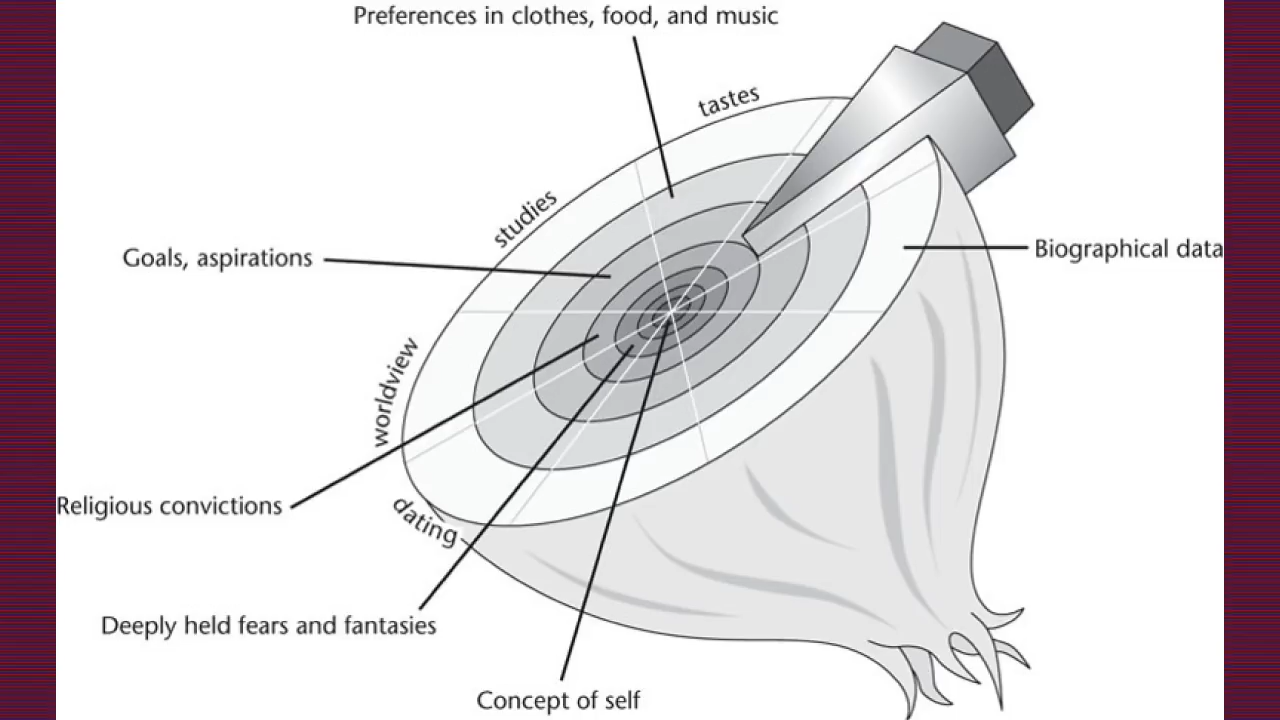 Preferences in clothes, food, and music
tastes
studies
Goals, aspirations
Biographical data
worldview
Religious convictions
dating
Deeply held fears and fantasies
Concept of self